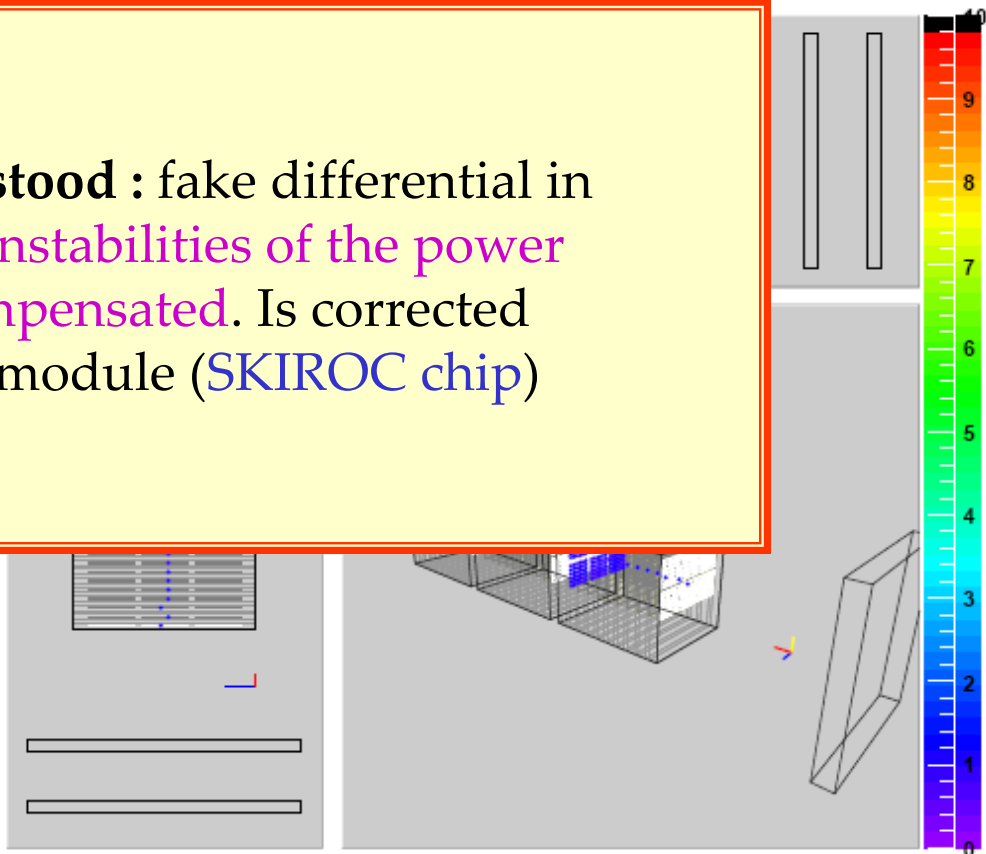 stood : fake differential in
nstabilities of the power
npensated. Is corrected
module (SKIROC chip)
10
9
8
7
6
5
4
3
2
1
0